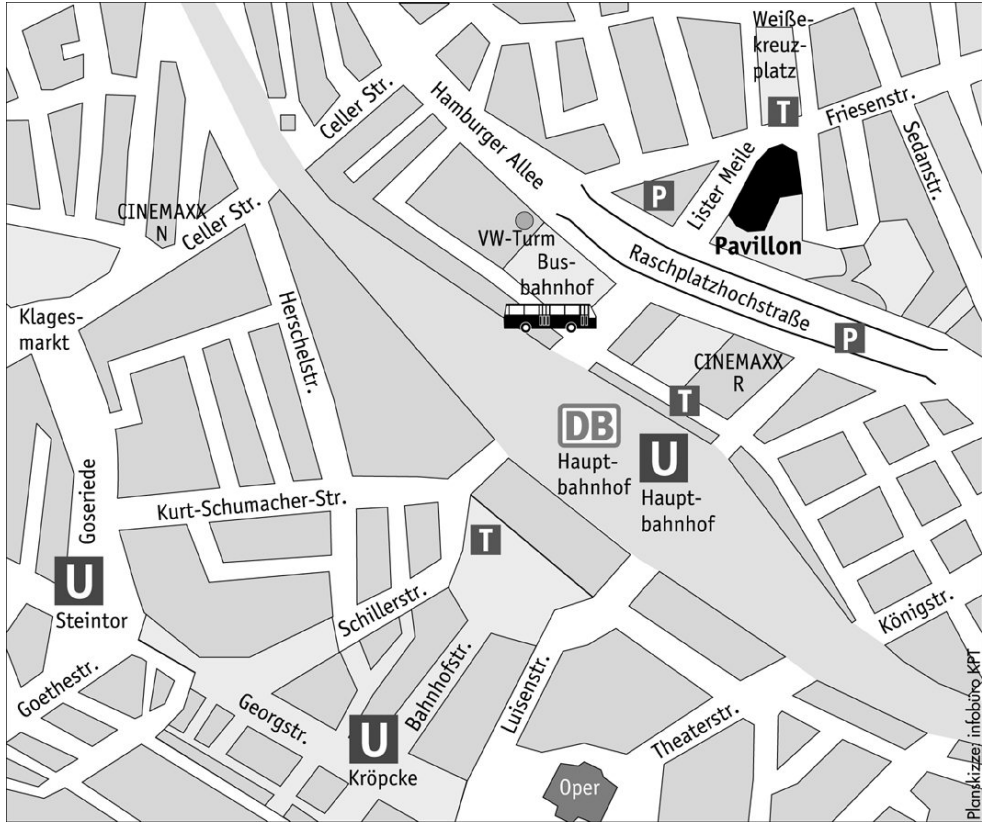 Weiße-
kreuz-
platz
T
Friesenstr.
Sedanstr.
Celler Str.
Hamburger Allee
P
Lister Meile
Pavillon
CINEMAXX
N
Celler Str.
VW-Turm
Bus-
bahnhof
Raschplatzhochstraße
P
Klages-
markt
Herschelstr.
CINEMAXX
R
T
DB
Haupt-
bahnhof
U
Haupt-
bahnhof
Goseriede
Kurt-Schumacher-Str.
T
U
Steintor
Schillerstr.
Königstr.
Goethestr.
Georgstr.
Bahnhofstr.
Luisenstr.
Theaterstr.
U
Kröpcke
Oper
Planskizze: infobüro KPT